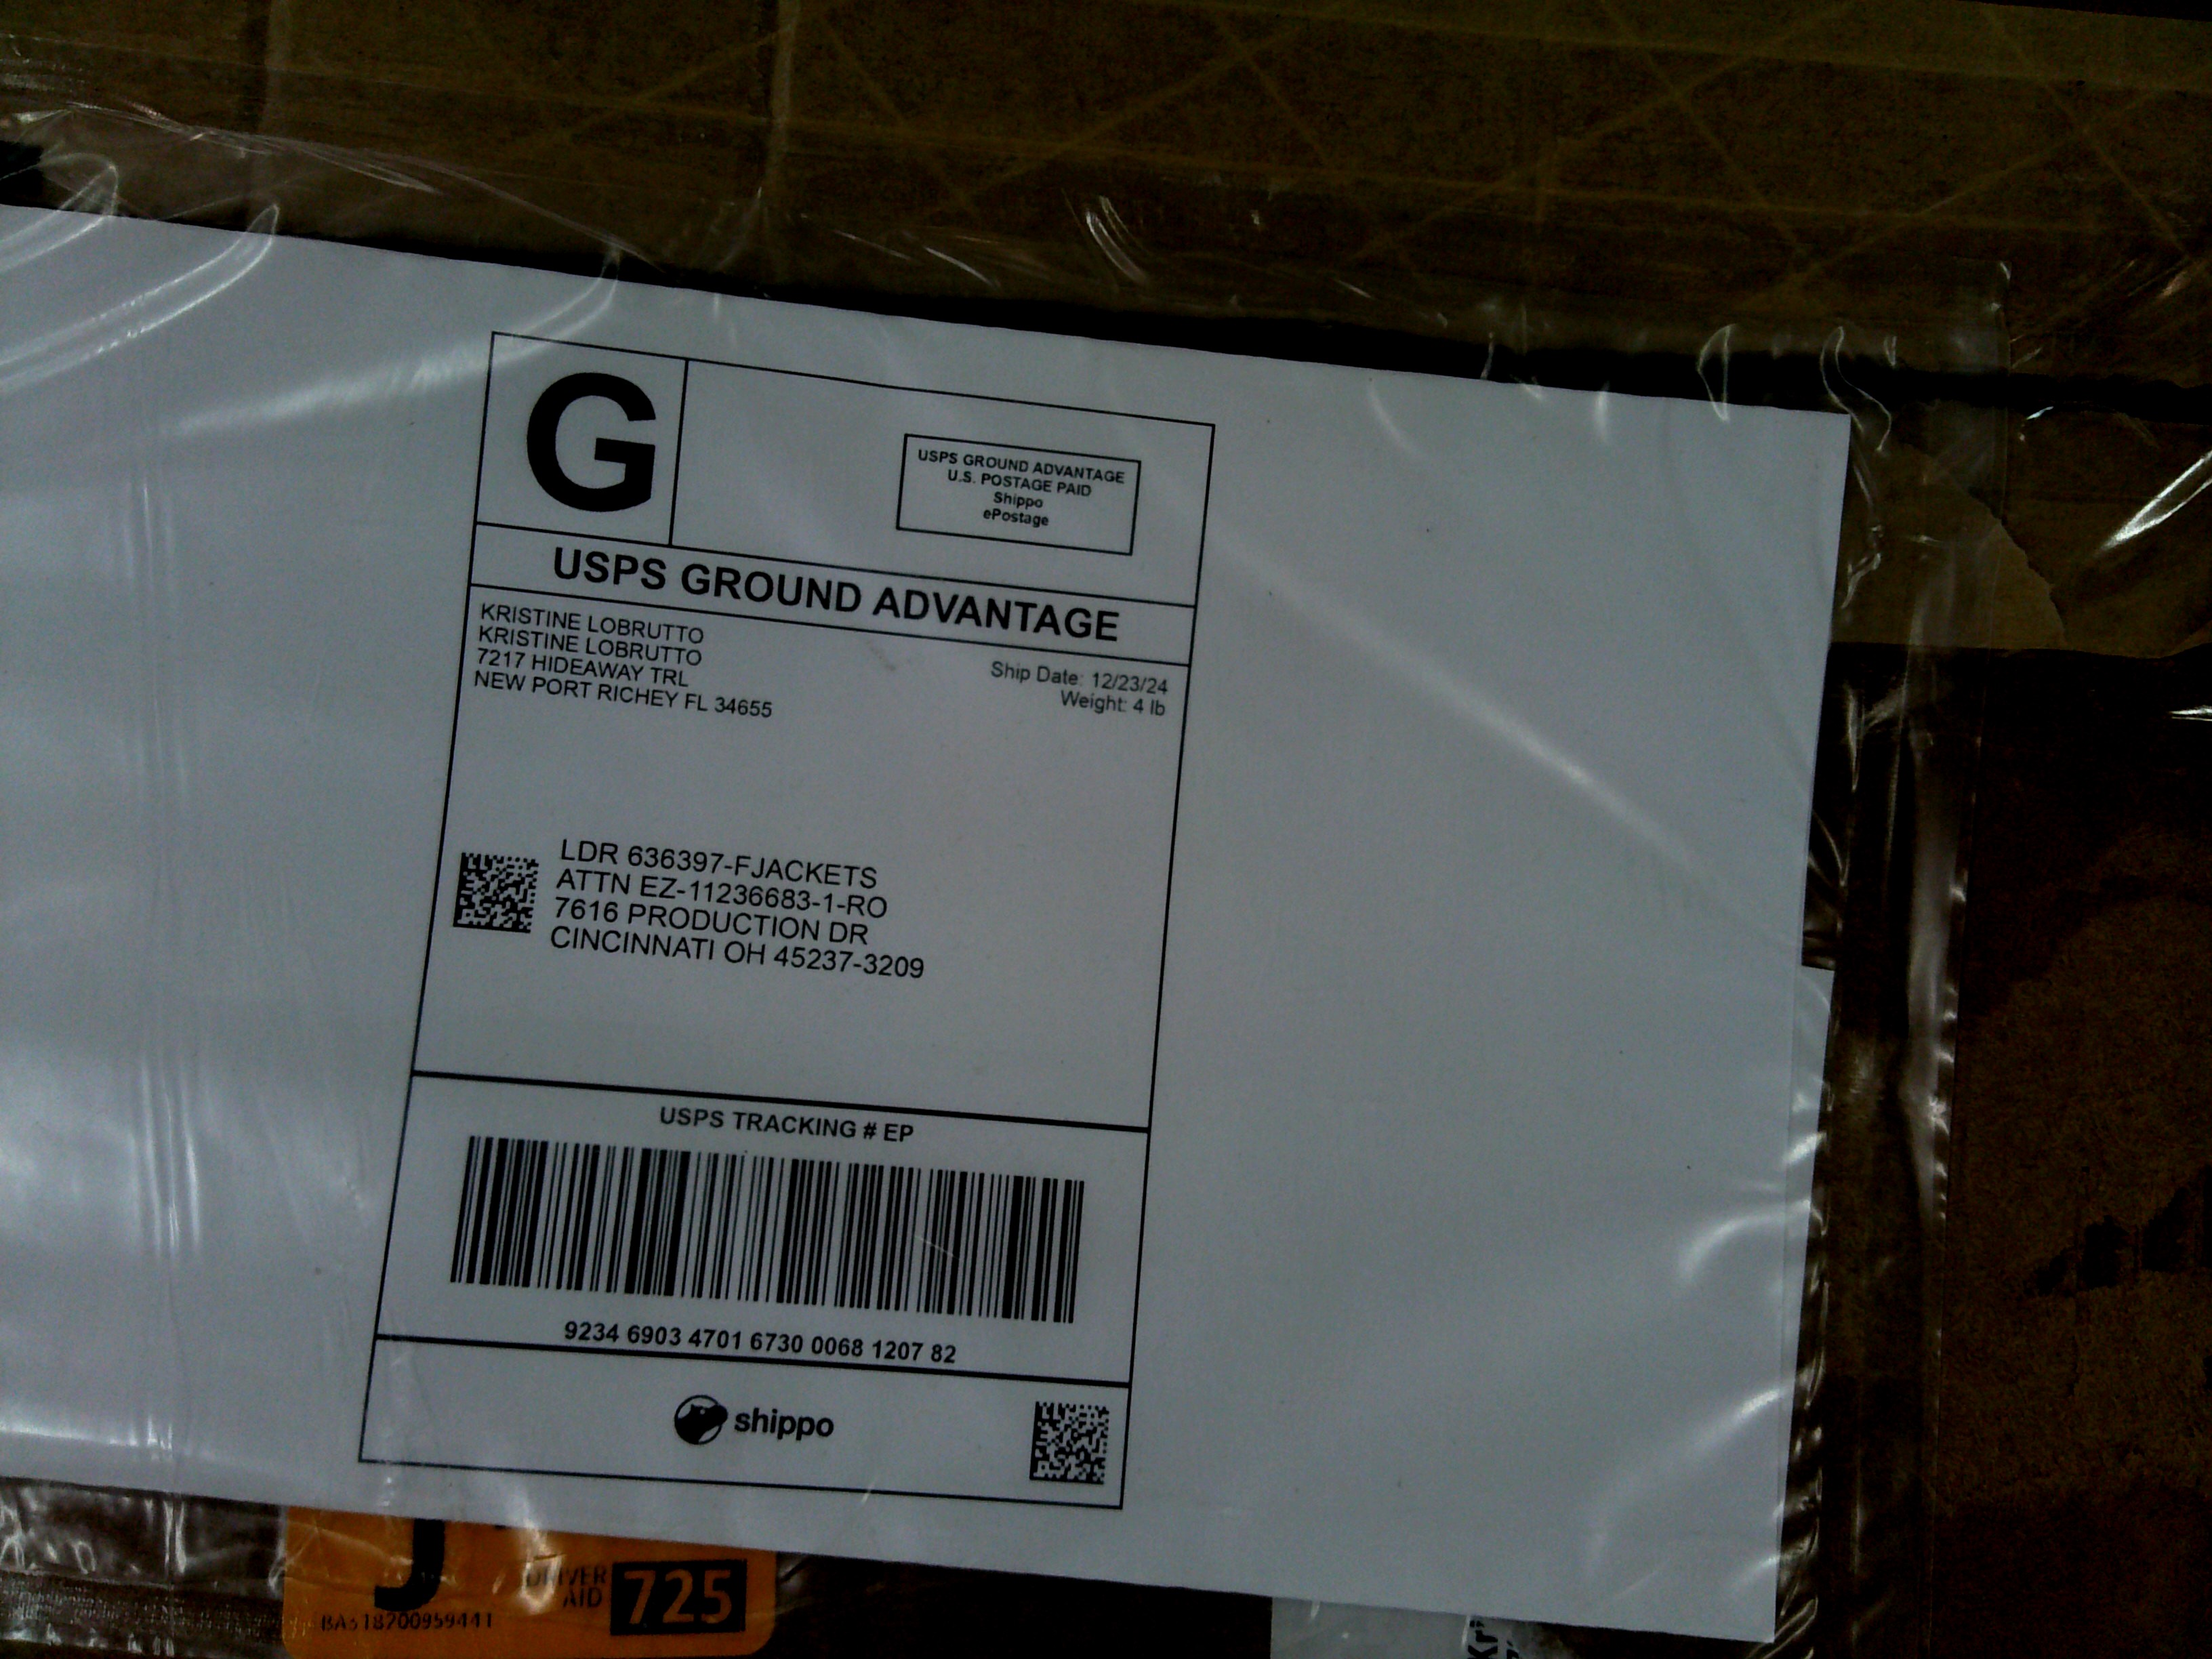 G
USPS GROUND ADVANTAGE
U.S. POSTAGE PAID
Shippo
ePostage
USPS GROUND ADVANTAGE
KRISTINE LOBRUTTO
KRISTINE LOBRUTTO
7217 HIDEAWAY TRL
NEW PORT RICHEY FL 34655
Ship Date: 12/23/24
Weight: 4 lb
LDR 636397-FJACKETS
ATTN EZ-11236683-1-RO
7616 PRODUCTION DR
CINCINNATI OH 45237-3209
USPS TRACKING # EP
9234 6903 4701 6730 0068 1207 82
shippo
J
DRIVER
AID
725